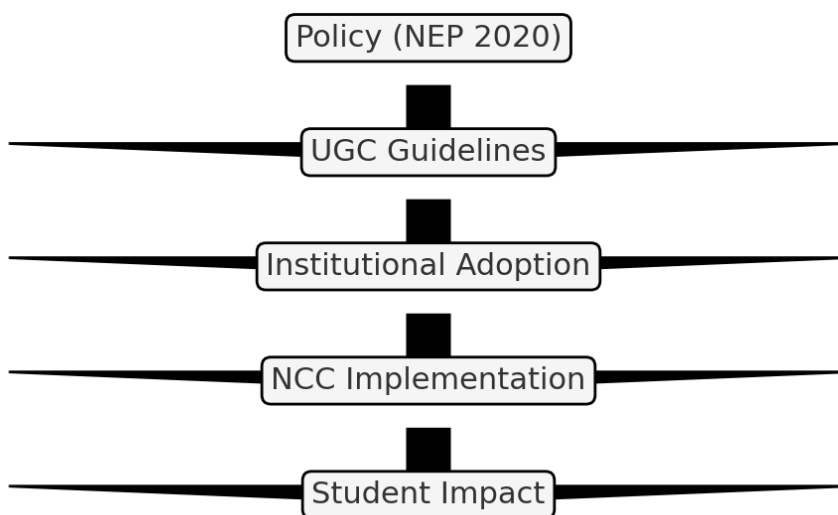 Policy (NEP 2020)
UGC Guidelines
Institutional Adoption
NCC Implementation
Student Impact